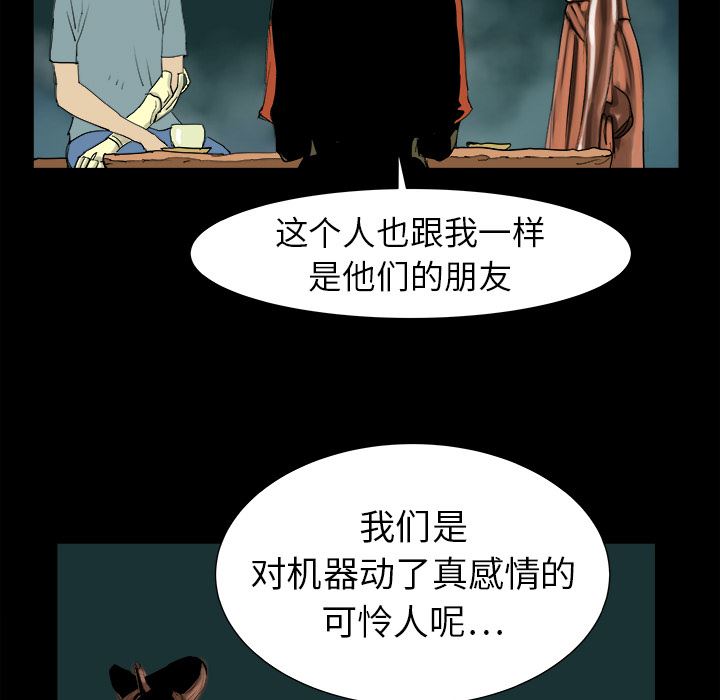 这个人也跟我一样
是他们的朋友
我们是
对机器动了真感情的
可怜人呢...